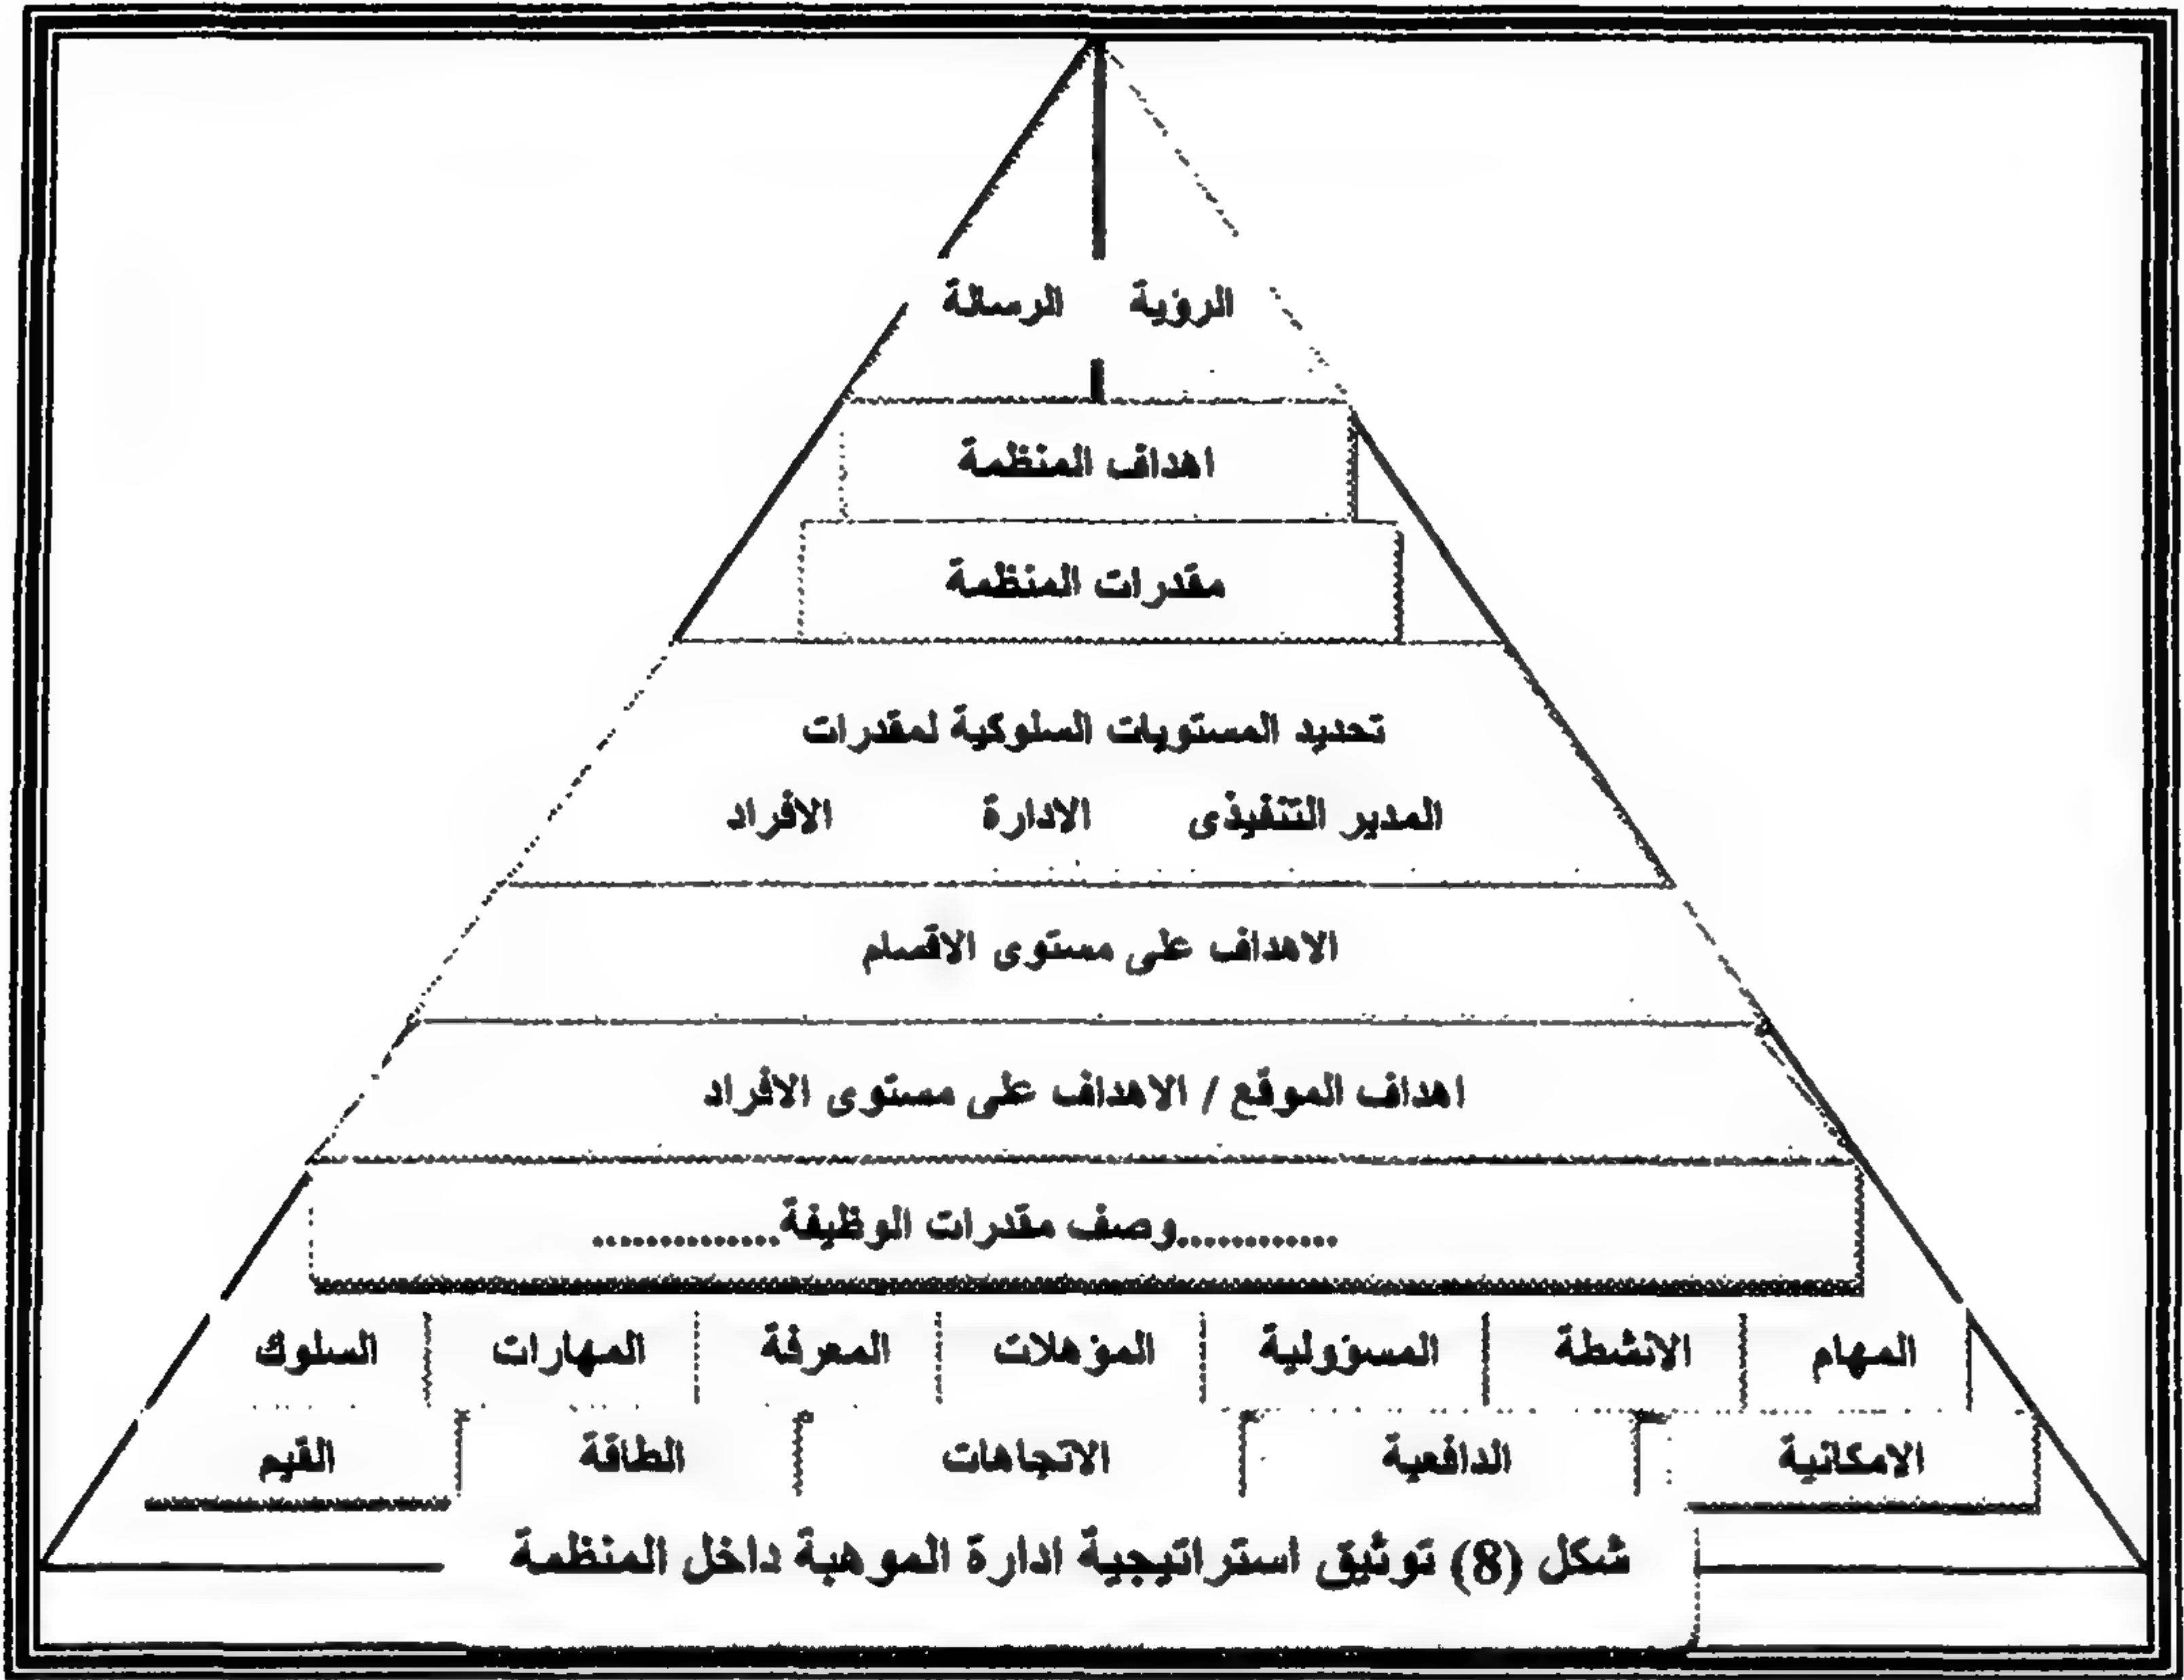 الرؤية الرسالة
اهداف المنظمة
مقدرات المنظمة
تحديد المستويات السلوكية لمقدرات
المدير التنفيذى الادارة الافراد
الاهداف على مستوى الاقسام
اهداف الموقع / الاهداف على مستوى الافراد
............وصف مقدرات الوظيفة..............
المهام الانشطة المسؤولية المؤهلات المعرفة المهارات السلوك
الامكانية الدافعية الاتجاهات الطاقة القيم
شكل (8) توثيق استراتيجية ادارة الموهبة داخل المنظمة